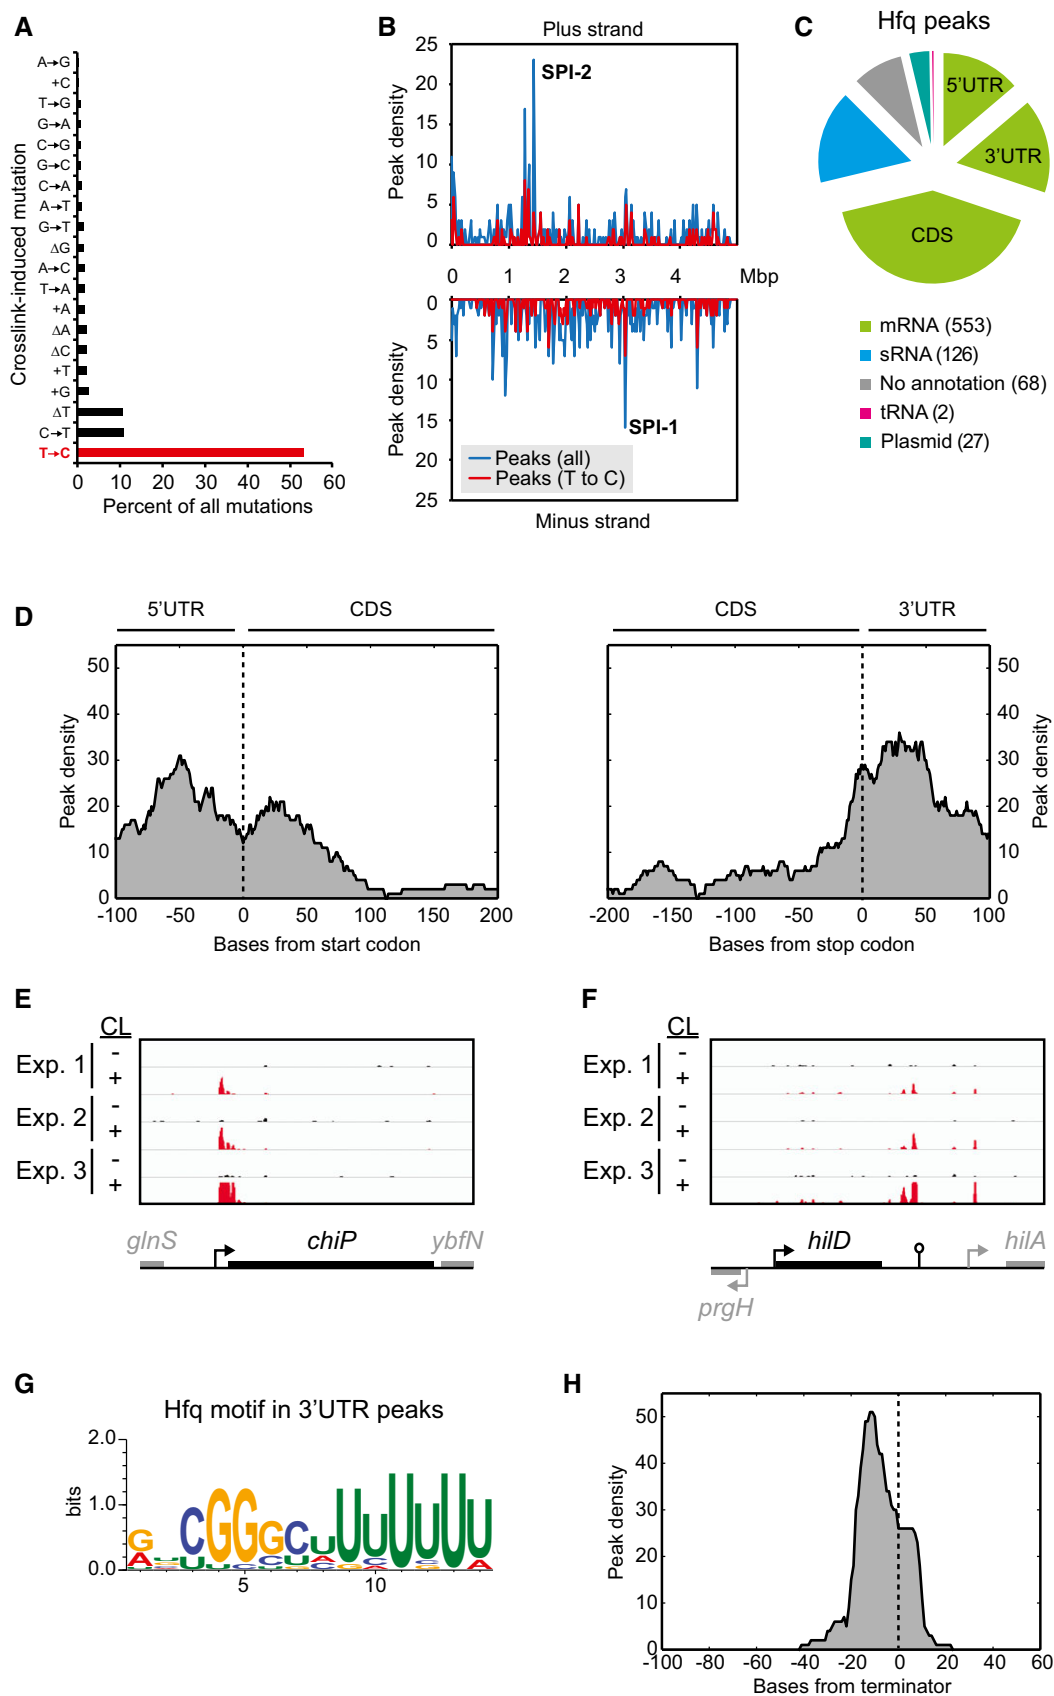 A
Crosslink-induced mutation
A→G
+C
T→G
G→A
C→G
G→C
C→A
A→T
G→T
ΔG
A→C
T→A
+A
ΔA
ΔC
+T
+G
ΔT
C→T
T→C
0 10 20 30 40 50 60
Percent of all mutations
B
Plus strand
Peak density
25
20
15
10
5
0
SPI-2
0 1 2 3 4 Mbp
Peak density
0
5
10
15
20
25
SPI-1
Peaks (all)
Peaks (T to C)
Minus strand
C
Hfq peaks
5'UTR
3'UTR
CDS
mRNA (553)
sRNA (126)
No annotation (68)
tRNA (2)
Plasmid (27)
D
5'UTR CDS
Peak density
50
40
30
20
10
0
-100 -50 0 50 100 150 200
Bases from start codon
CDS 3'UTR
50
40
30
20
10
0
Peak density
-200 -150 -100 -50 0 50 100
Bases from stop codon
E
CL
Exp. 1 - +
Exp. 2 - +
Exp. 3 - +
glnS chiP ybfN
F
CL
Exp. 1 - +
Exp. 2 - +
Exp. 3 - +
hilD hilA
prgH
G
Hfq motif in 3'UTR peaks
bits
2.0
1.0
0.0
GUCGGGCUUUUUUU
5 10
H
Peak density
50
40
30
20
10
0
-100 -80 -60 -40 -20 0 20 40 60
Bases from terminator